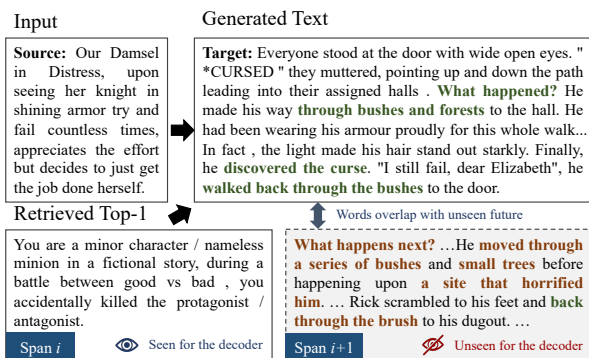 Input
Source: Our Damsel
in Distress, upon
seeing her knight in
shining armor try and
fail countless times,
appreciates the effort
but decides to just get
the job done herself.
Generated Text
Target: Everyone stood at the door with wide open eyes. "
*CURSED " they muttered, pointing up and down the path
leading into their assigned halls . What happened? He
made his way through bushes and forests to the hall. He
had been wearing his armour proudly for this whole walk...
In fact , the light made his hair stand out starkly. Finally,
he discovered the curse. "I still fail, dear Elizabeth", he
walked back through the bushes to the door.
Retrieved Top-1
You are a minor character / nameless
minion in a fictional story, during a
battle between good vs bad , you
accidentally killed the protagonist /
antagonist.
Span i
Seen for the decoder
Words overlap with unseen future
What happens next? …He moved through
a series of bushes and small trees before
happening upon a site that horrified
him. … Rick scrambled to his feet and back
through the brush to his dugout. …
Span i+1
Unseen for the decoder